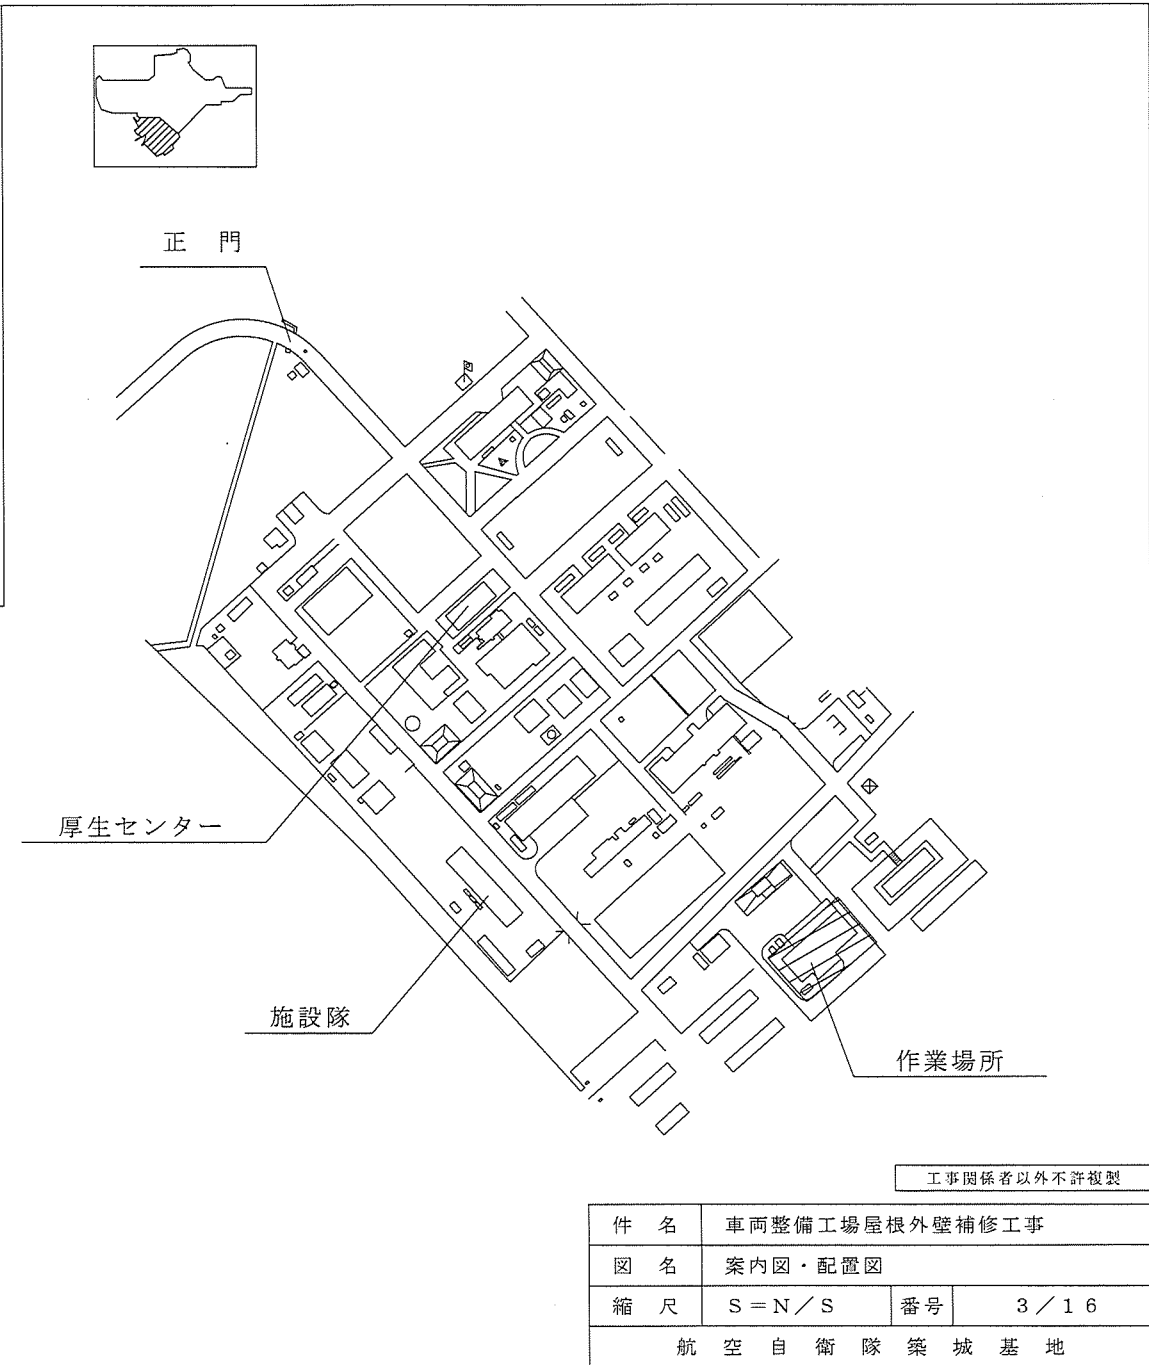 正 門
厚生センター
施設隊
作業場所
工事関係者以外不許複製
件 名 車両整備工場屋根外壁補修工事
図 名 案内図・配置図
縮 尺 S＝N／S 番号 3／16
航 空 自 衛 隊 築 城 基 地